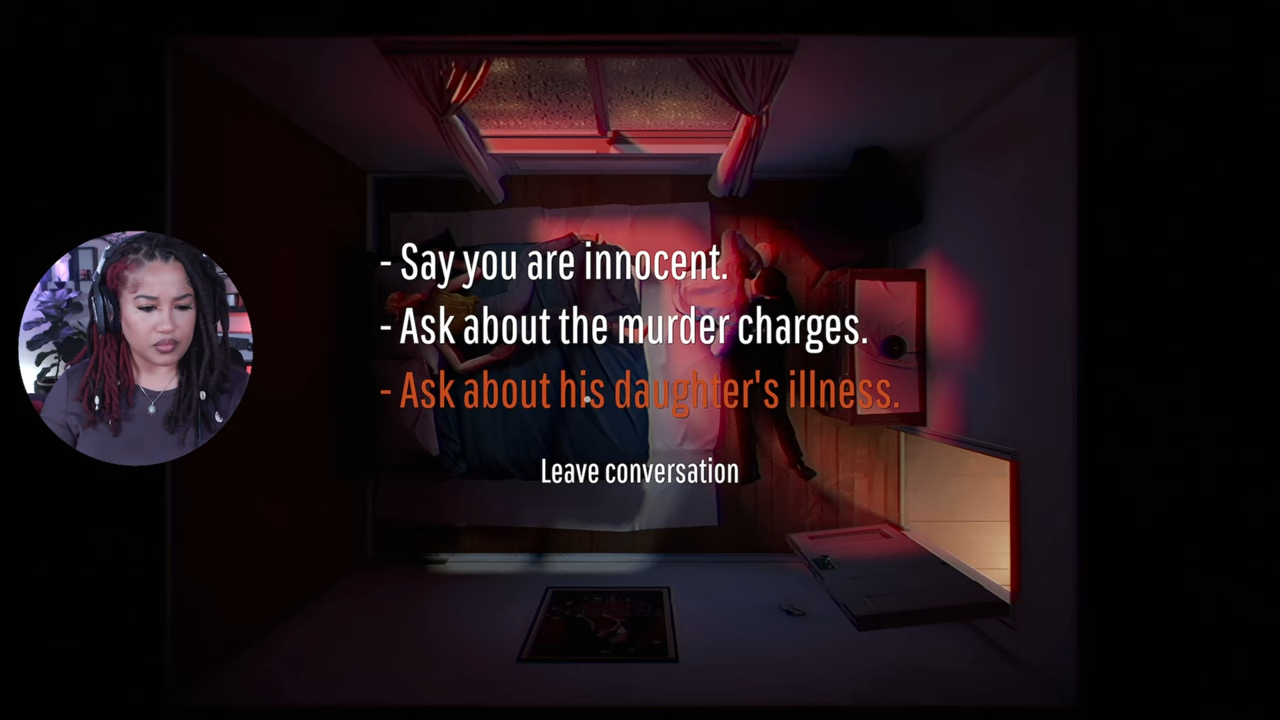 - Say you are innocent.
- Ask about the murder charges.
- Ask about his daughter's illness.
Leave conversation